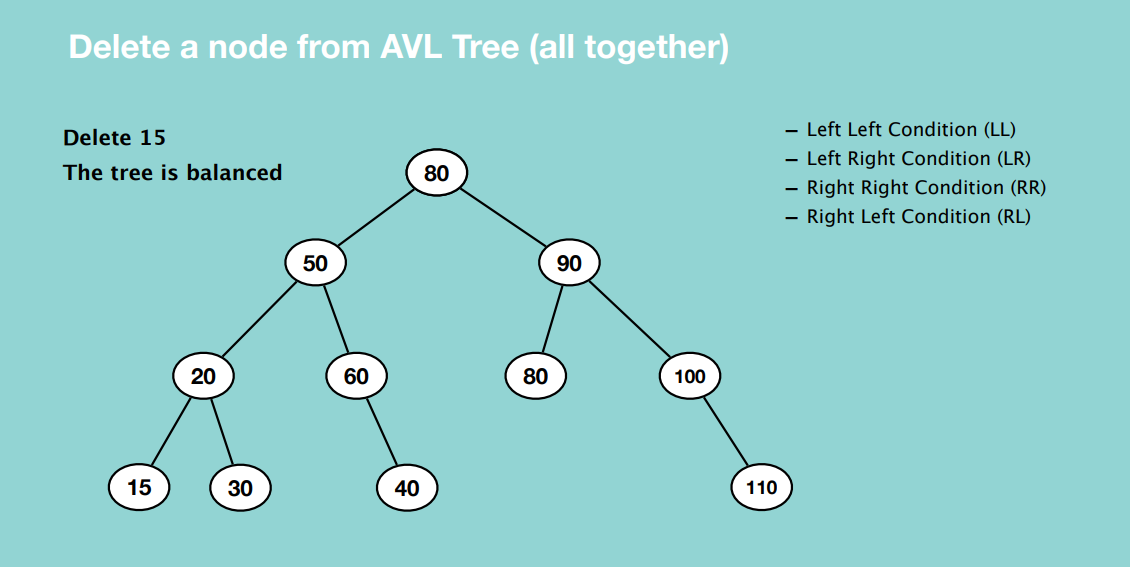 Delete a node from AVL Tree (all together)
Delete 15
The tree is balanced
– Left Left Condition (LL)
– Left Right Condition (LR)
– Right Right Condition (RR)
– Right Left Condition (RL)
80
50 90
20 60 80 100
15 30 40 110